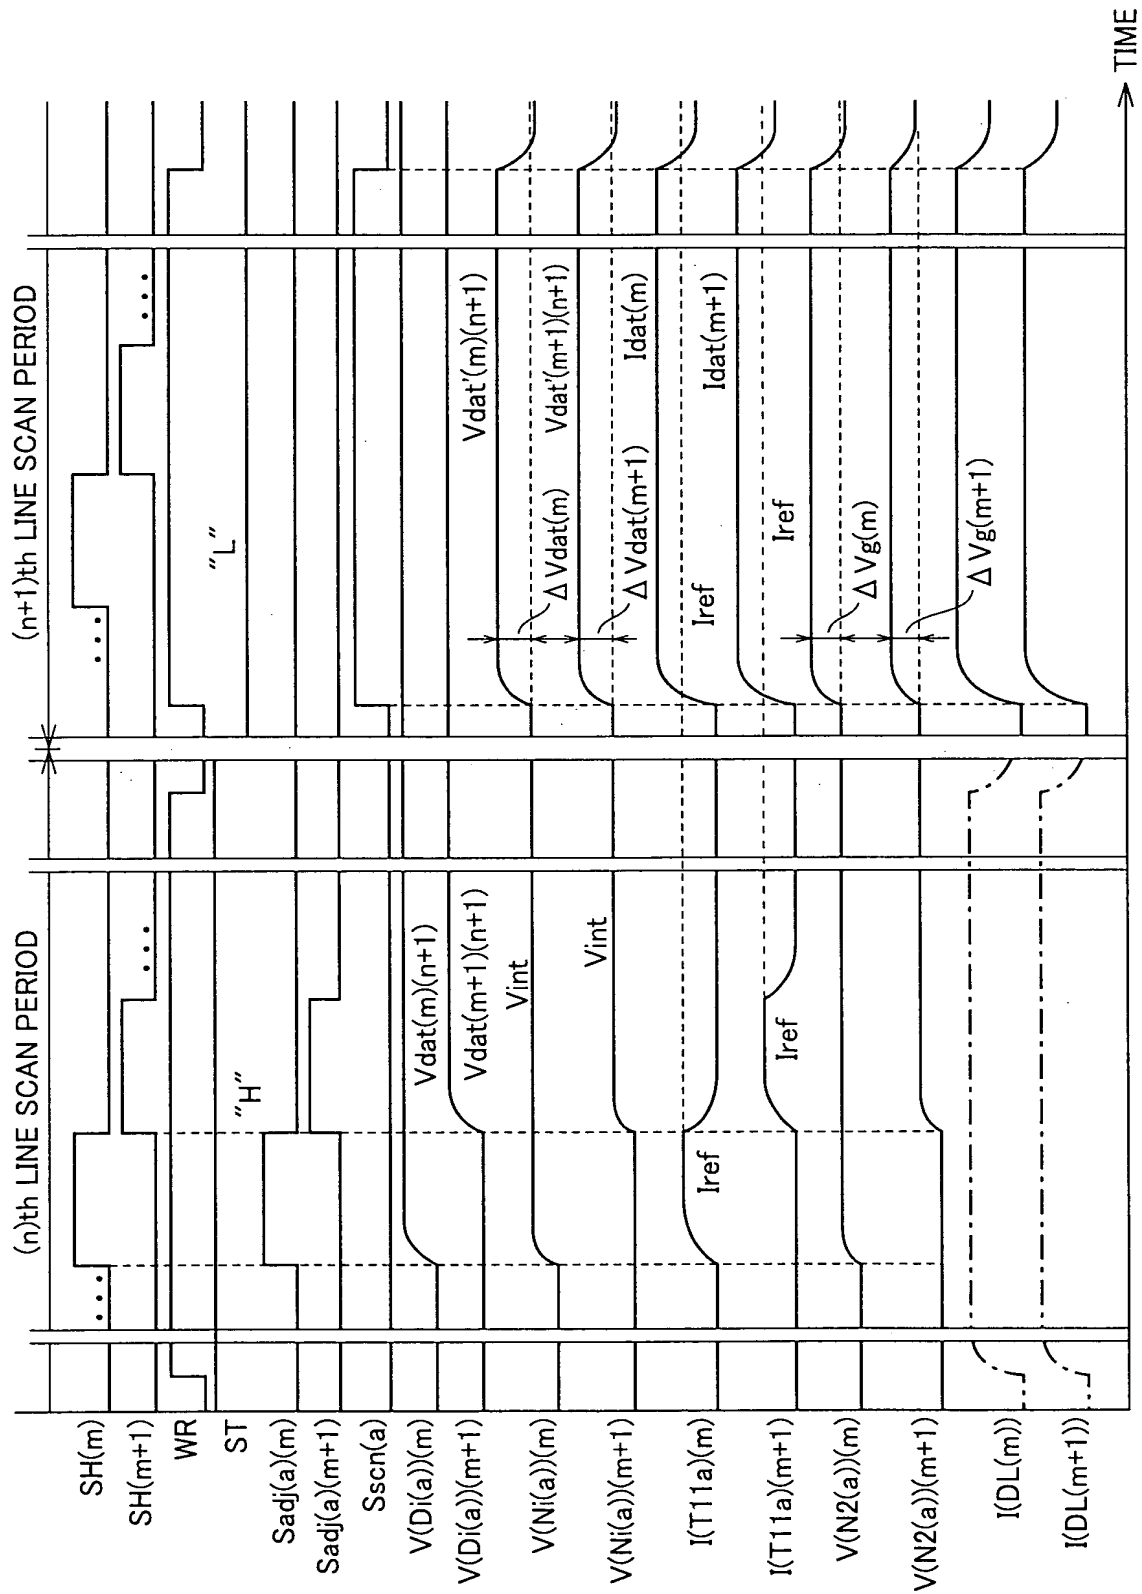 (n)th LINE SCAN PERIOD
(n+1)th LINE SCAN PERIOD
SH(m)
•••
•••
SH(m+1)
•••
•••
WR
ST
"H"
"L"
Sadj(a)(m)
Sadj(a)(m+1)
Sscn(a)
V(Di(a))(m)
Vdat(m)(n+1)
V(Di(a))(m+1)
Vdat(m+1)(n+1)
Vdat'(m)(n+1)
V(Ni(a))(m)
Vint
ΔVdat(m)
Vdat'(m+1)(n+1)
V(Ni(a))(m+1)
Vint
ΔVdat(m+1)
Idat(m)
I(T11a)(m)
Iref
Iref
Idat(m+1)
I(T11a)(m+1)
Iref
Iref
V(N2(a))(m)
ΔVg(m)
V(N2(a))(m+1)
ΔVg(m+1)
I(DL(m))
I(DL(m+1))
TIME